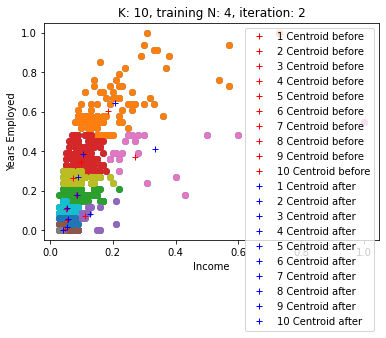 K: 10, training N: 4, iteration: 2
1.0
0.8
0.6
0.4
0.2
0.0
Years Employed
0.0
0.2
0.4
0.6
0.8
1.0
Income
1 Centroid before
2 Centroid before
3 Centroid before
4 Centroid before
5 Centroid before
6 Centroid before
7 Centroid before
8 Centroid before
9 Centroid before
10 Centroid before
1 Centroid after
2 Centroid after
3 Centroid after
4 Centroid after
5 Centroid after
6 Centroid after
7 Centroid after
8 Centroid after
9 Centroid after
10 Centroid after